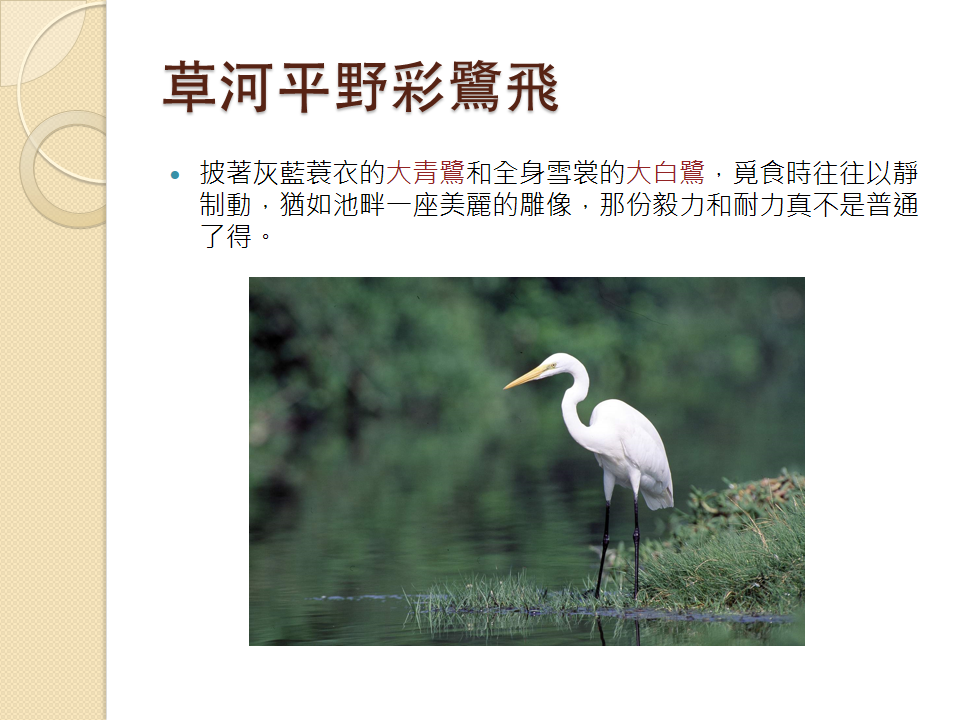 草河平野彩鷺飛
披著灰藍蓑衣的大青鷺和全身雪裳的大白鷺，覓食時往往以靜
制動，猶如池畔一座美麗的雕像，那份毅力和耐力真不是普通
了得。